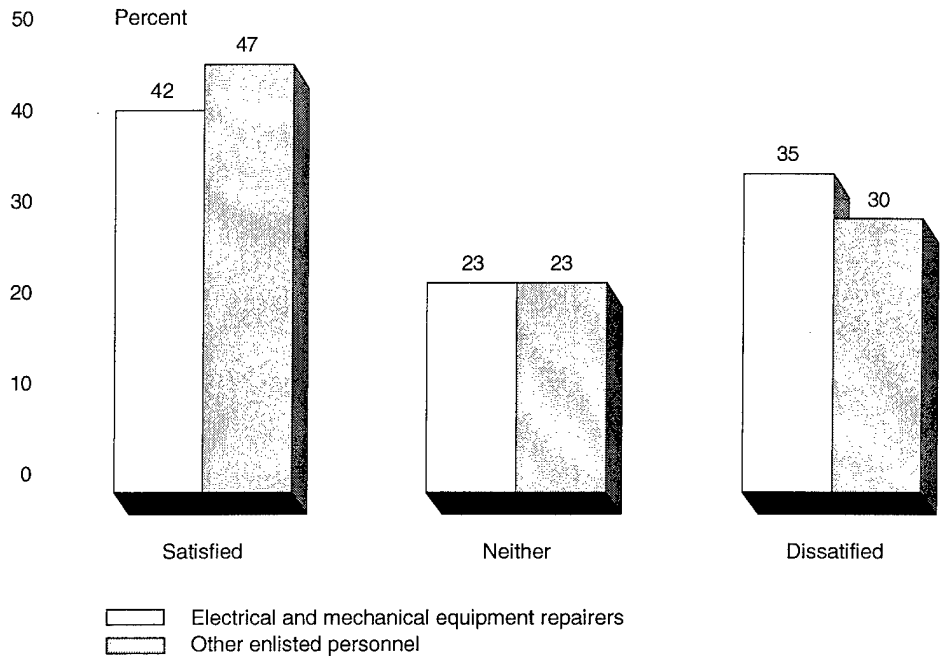 50 Percent
47
42
40
35
30 30
23 23
20
10
0
Satisfied Neither Dissatified
Electrical and mechanical equipment repairers
Other enlisted personnel